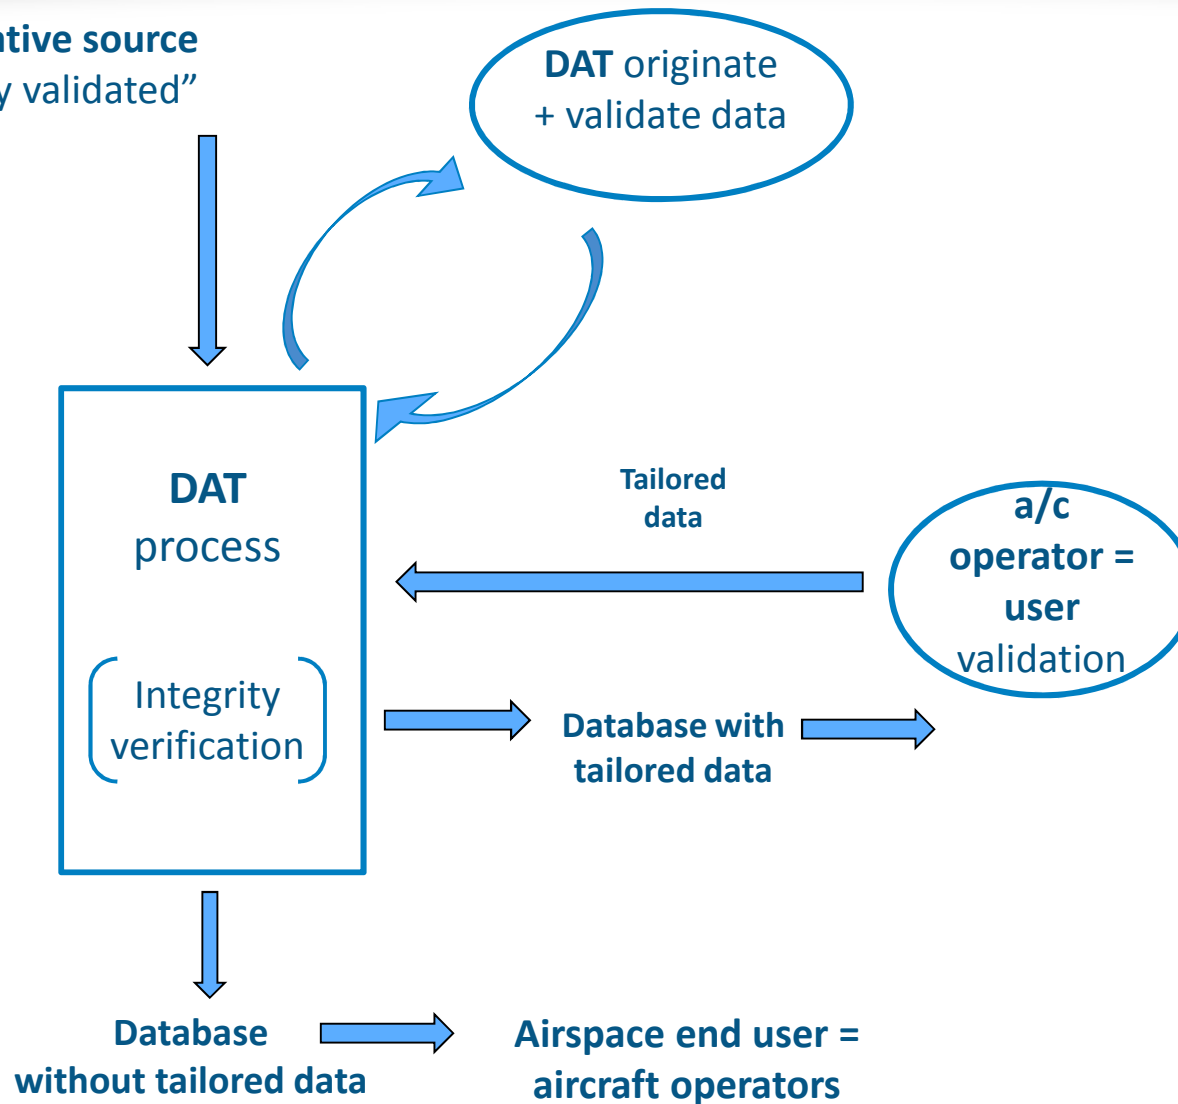 source
validated”
DAT originate
+ validate data
DAT
process
Tailored
data
a/c
operator =
user
validation
Integrity
verification
Database with
tailored data
Database
without tailored data
Airspace end user =
aircraft operators